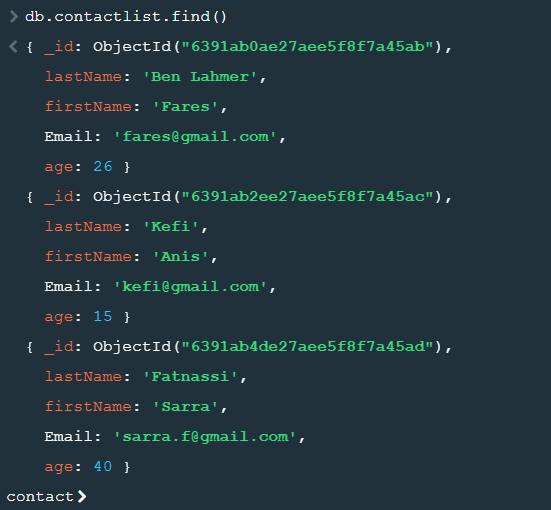 > db.contactlist.find()
< { _id: ObjectId("6391ab0ae27aee5f8f7a45ab"),
lastName: 'Ben Lahmer',
firstName: 'Fares',
Email: 'fares@gmail.com',
age: 26 }
{ _id: ObjectId("6391ab2ee27aee5f8f7a45ac"),
lastName: 'Kefi',
firstName: 'Anis',
Email: 'kefi@gmail.com',
age: 15 }
{ _id: ObjectId("6391ab4de27aee5f8f7a45ad"),
lastName: 'Fatnassi',
firstName: 'Sarra',
Email: 'sarra.f@gmail.com',
age: 40 }
contact>